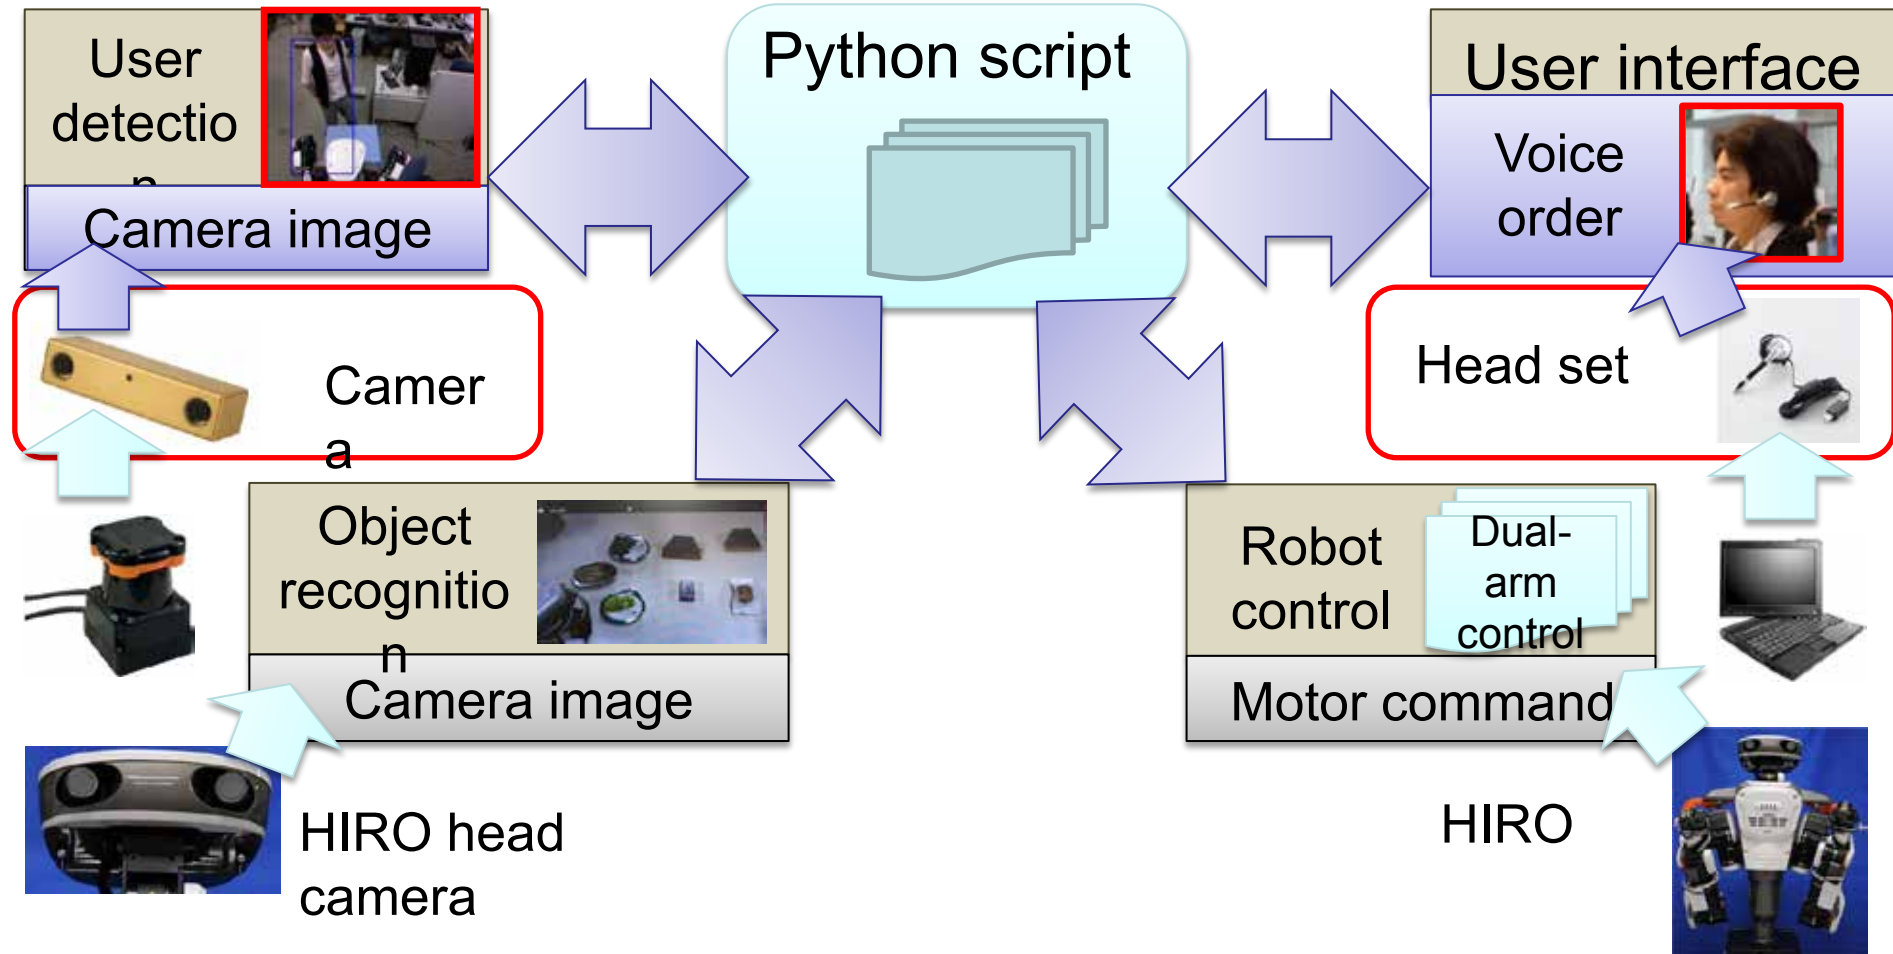 User
detectio
n
Camera image
Python script
User interface
Voice
order
Camer
a
Head set
Object
recognitio
n
Camera image
Robot
control
Dual-
arm
control
Motor command
HIRO head
camera
HIRO